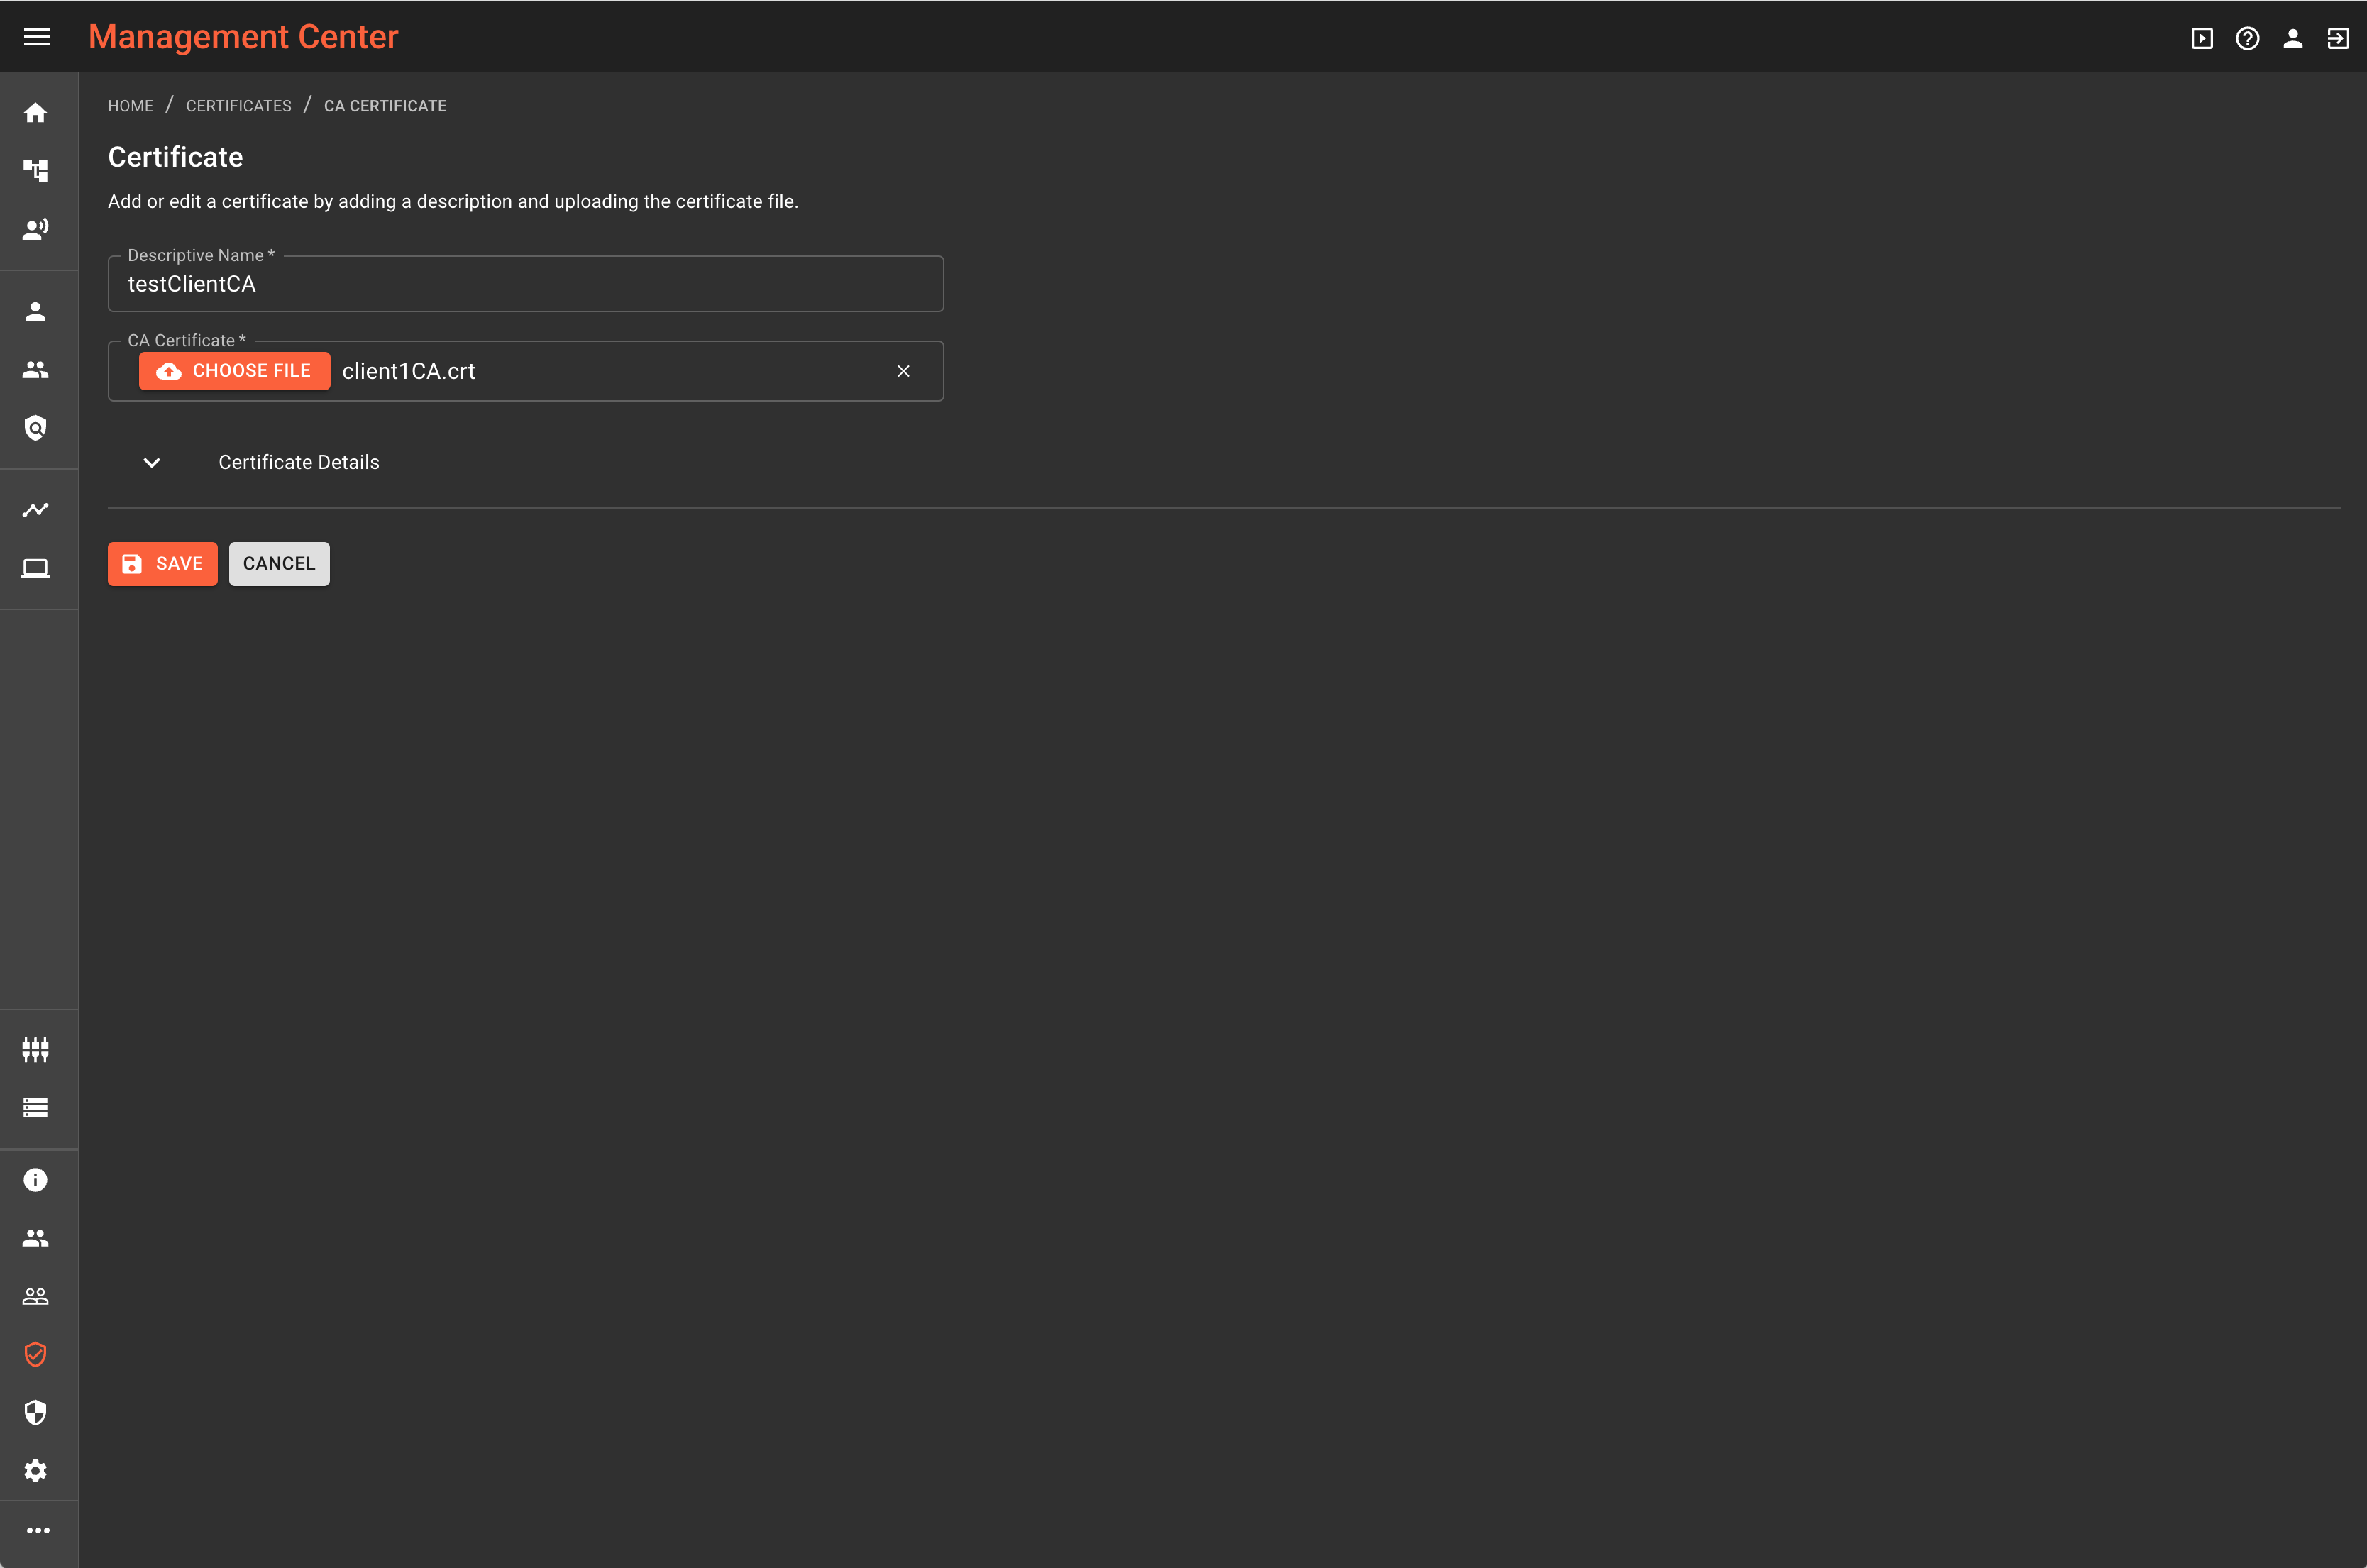 Management Center
HOME / CERTIFICATES / CA CERTIFICATE
Certificate
Add or edit a certificate by adding a description and uploading the certificate file.
Descriptive Name *
testClientCA
CA Certificate *
CHOOSE FILE client1CA.crt
Certificate Details
SAVE CANCEL